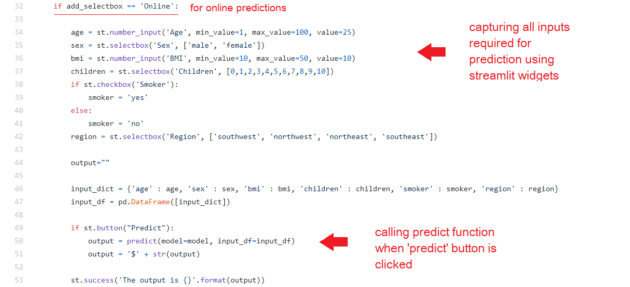 32 if add_selectbox == 'Online': for online predictions
33
34 age = st.number_input('Age', min_value=1, max_value=100, value=25)
35 sex = st.selectbox('Sex', ['male', 'female'])
36 bmi = st.number_input('BMI', min_value=10, max_value=50, value=10)
37 children = st.selectbox('Children', [0,1,2,3,4,5,6,7,8,9,10])
38 if st.checkbox('Smoker'):
39 smoker = 'yes'
40 else:
41 smoker = 'no'
42 region = st.selectbox('Region', ['southwest', 'northwest', 'northeast', 'southeast'])
43
44 output=""
45
46 input_dict = {'age' : age, 'sex' : sex, 'bmi' : bmi, 'children' : children, 'smoker' : smoker, 'region' : region}
47 input_df = pd.DataFrame([input_dict])
48
49 if st.button("Predict"):
50 output = predict(model=model, input_df=input_df)
51 output = '$' + str(output)
52
53 st.success('The output is {}'.format(output))
capturing all inputs
required for
prediction using
streamlit widgets
calling predict function
when 'predict' button is
clicked